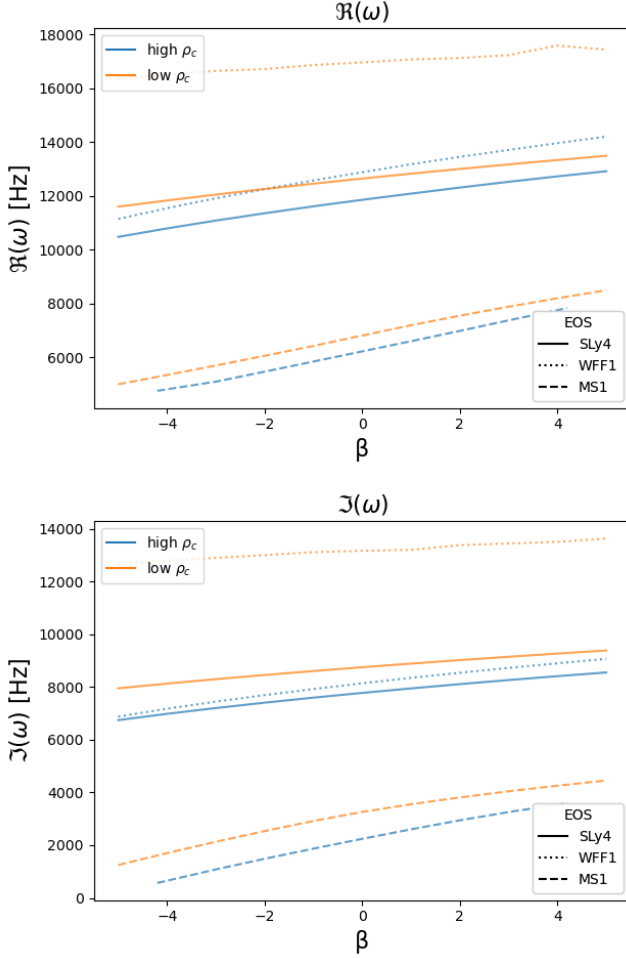 ℜ(ω)
18000
16000
14000
12000
10000
8000
6000
ℜ(ω) [Hz]
high ρc
low ρc
EOS
SLy4
WFF1
MS1
−4 −2 0 2 4
β
ℑ(ω)
14000
12000
10000
8000
6000
4000
2000
0
ℑ(ω) [Hz]
high ρc
low ρc
EOS
SLy4
WFF1
MS1
−4 −2 0 2 4
β